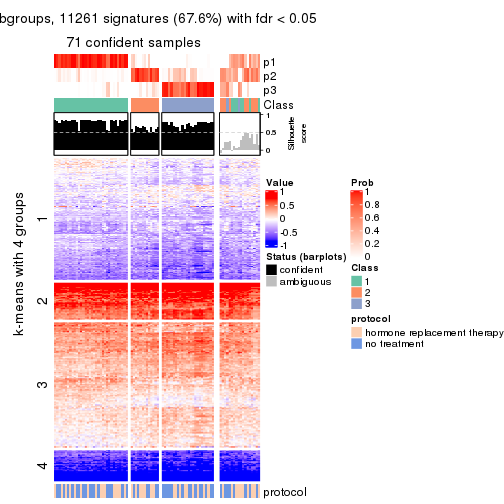 bgroups, 11261 signatures (67.6%) with fdr < 0.05
71 confident samples
p1
p2
p3
Class
1
0.5
0
Silhouette
score
k-means with 4 groups
1
2
3
4
protocol
Value
1
0.5
0
-0.5
-1
Status (barplots)
confident
ambiguous
Prob
1
0.8
0.6
0.4
0.2
0
Class
1
2
3
protocol
hormone replacement therapy
no treatment